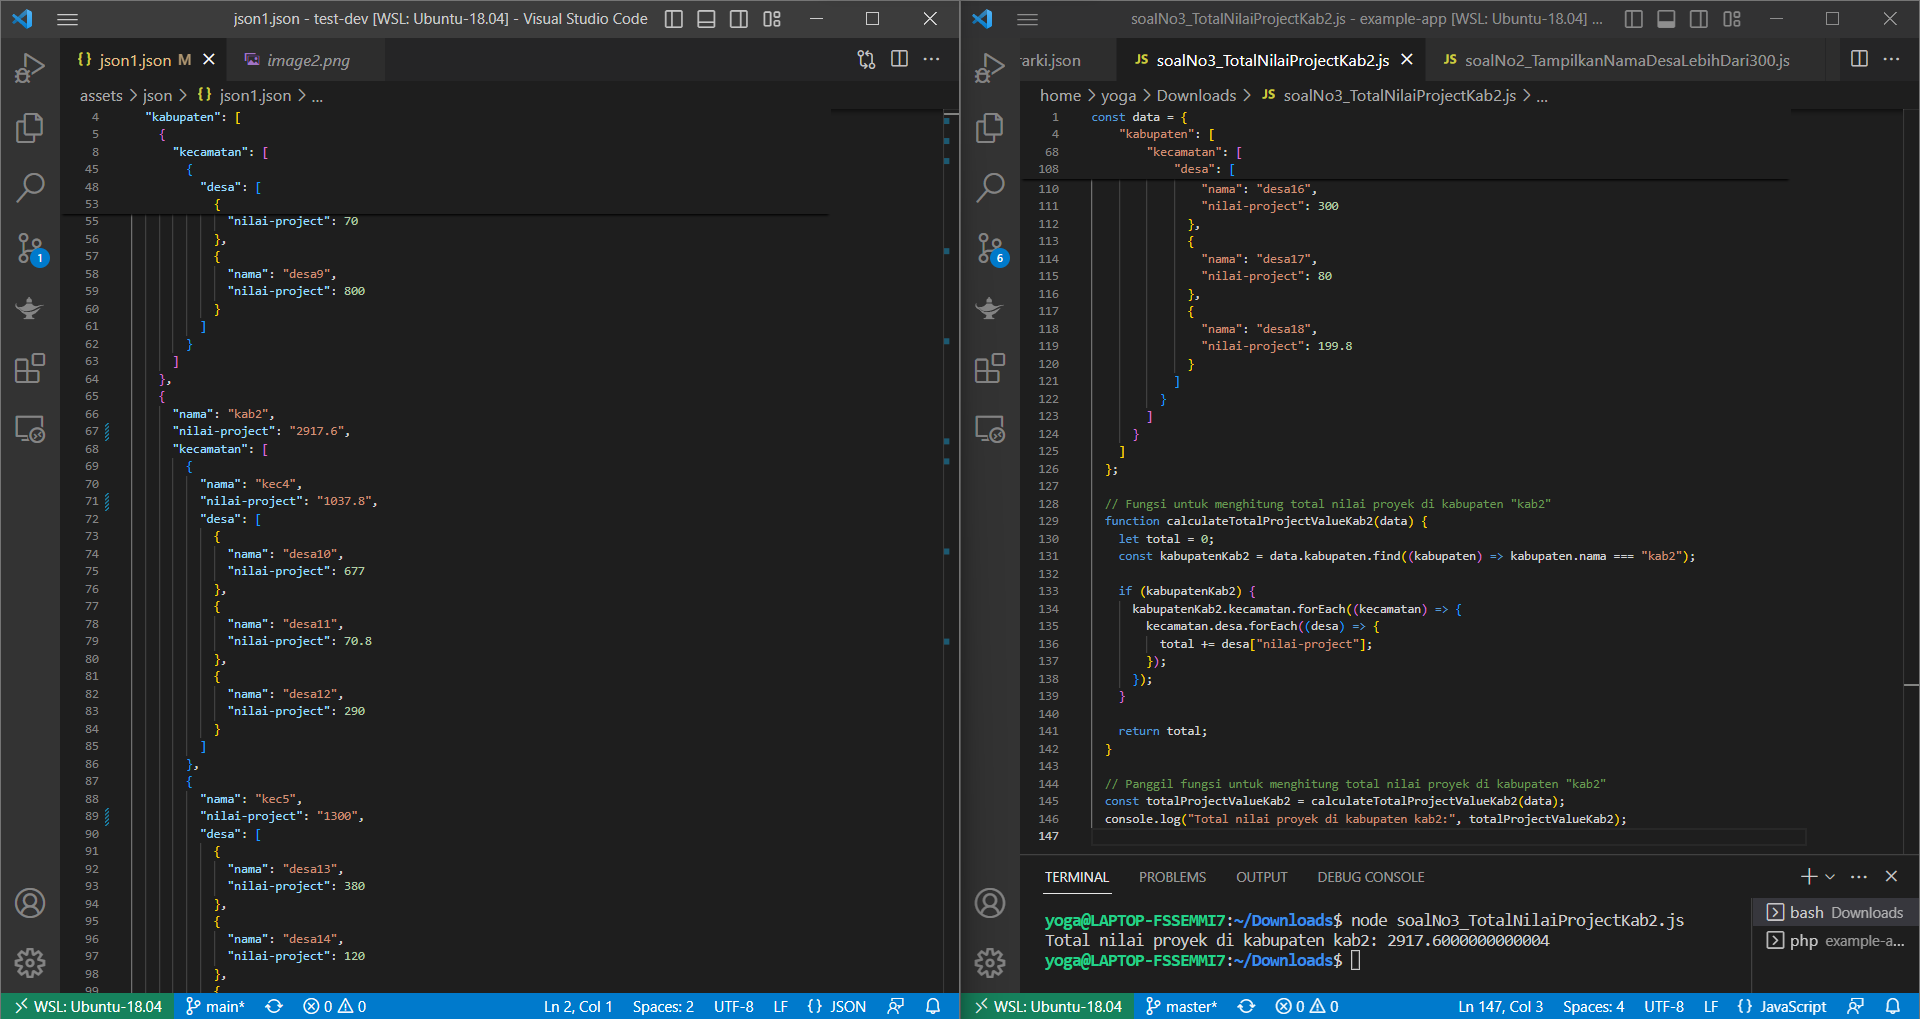 json1.json - test-dev [WSL: Ubuntu-18.04] - Visual Studio Code
json1.json M
image2.png
assets > json > {} json1.json > ...
4 "kabupaten": [
5 {
8 "kecamatan": [
45 {
48 "desa": [
53 {
55 "nilai-project": 70
56 },
57 {
58 "nama": "desa9",
59 "nilai-project": 800
60 }
61 ]
62 }
63 ]
64 },
65 {
66 "nama": "kab2",
67 "nilai-project": "2917.6",
68 "kecamatan": [
69 {
70 "nama": "kec4",
71 "nilai-project": "1037.8",
72 "desa": [
73 {
74 "nama": "desa10",
75 "nilai-project": 677
76 },
77 {
78 "nama": "desa11",
79 "nilai-project": 70.8
80 },
81 {
82 "nama": "desa12",
83 "nilai-project": 290
84 }
85 ]
86 },
87 {
88 "nama": "kec5",
89 "nilai-project": "1300",
90 "desa": [
91 {
92 "nama": "desa13",
93 "nilai-project": 380
94 },
95 {
96 "nama": "desa14",
97 "nilai-project": 120
98 },
99 {
1
WSL: Ubuntu-18.04 main* 0 0 Ln 2, Col 1 Spaces: 2 UTF-8 LF {} JSON
soalNo3_TotalNilaiProjectKab2.js - example-app [WSL: Ubuntu-18.04] ...
rarki.json
JS soalNo3_TotalNilaiProjectKab2.js
JS soalNo2_TampilkanNamaDesaLebihDari300.js
home > yoga > Downloads > JS soalNo3_TotalNilaiProjectKab2.js > ...
1 const data = {
4 "kabupaten": [
68 "kecamatan": [
108 "desa": [
110 "nama": "desa16",
111 "nilai-project": 300
112 },
113 {
114 "nama": "desa17",
115 "nilai-project": 80
116 },
117 {
118 "nama": "desa18",
119 "nilai-project": 199.8
120 }
121 ]
122 }
123 ]
124 }
125 ]
126 };
127
128 // Fungsi untuk menghitung total nilai proyek di kabupaten "kab2"
129 function calculateTotalProjectValueKab2(data) {
130 let total = 0;
131 const kabupatenKab2 = data.kabupaten.find((kabupaten) => kabupaten.nama === "kab2");
132
133 if (kabupatenKab2) {
134 kabupatenKab2.kecamatan.forEach((kecamatan) => {
135 kecamatan.desa.forEach((desa) => {
136 total += desa["nilai-project"];
137 });
138 });
139 }
140
141 return total;
142 }
143
144 // Panggil fungsi untuk menghitung total nilai proyek di kabupaten "kab2"
145 const totalProjectValueKab2 = calculateTotalProjectValueKab2(data);
146 console.log("Total nilai proyek di kabupaten kab2:", totalProjectValueKab2);
147
6
TERMINAL PROBLEMS OUTPUT DEBUG CONSOLE
yoga@LAPTOP-FSSEMMI7:~/Downloads$ node soalNo3_TotalNilaiProjectKab2.js
Total nilai proyek di kabupaten kab2: 2917.6000000000004
yoga@LAPTOP-FSSEMMI7:~/Downloads$
bash Downloads
php example-a...
WSL: Ubuntu-18.04 master* 0 0 Ln 147, Col 3 Spaces: 4 UTF-8 LF {} JavaScript